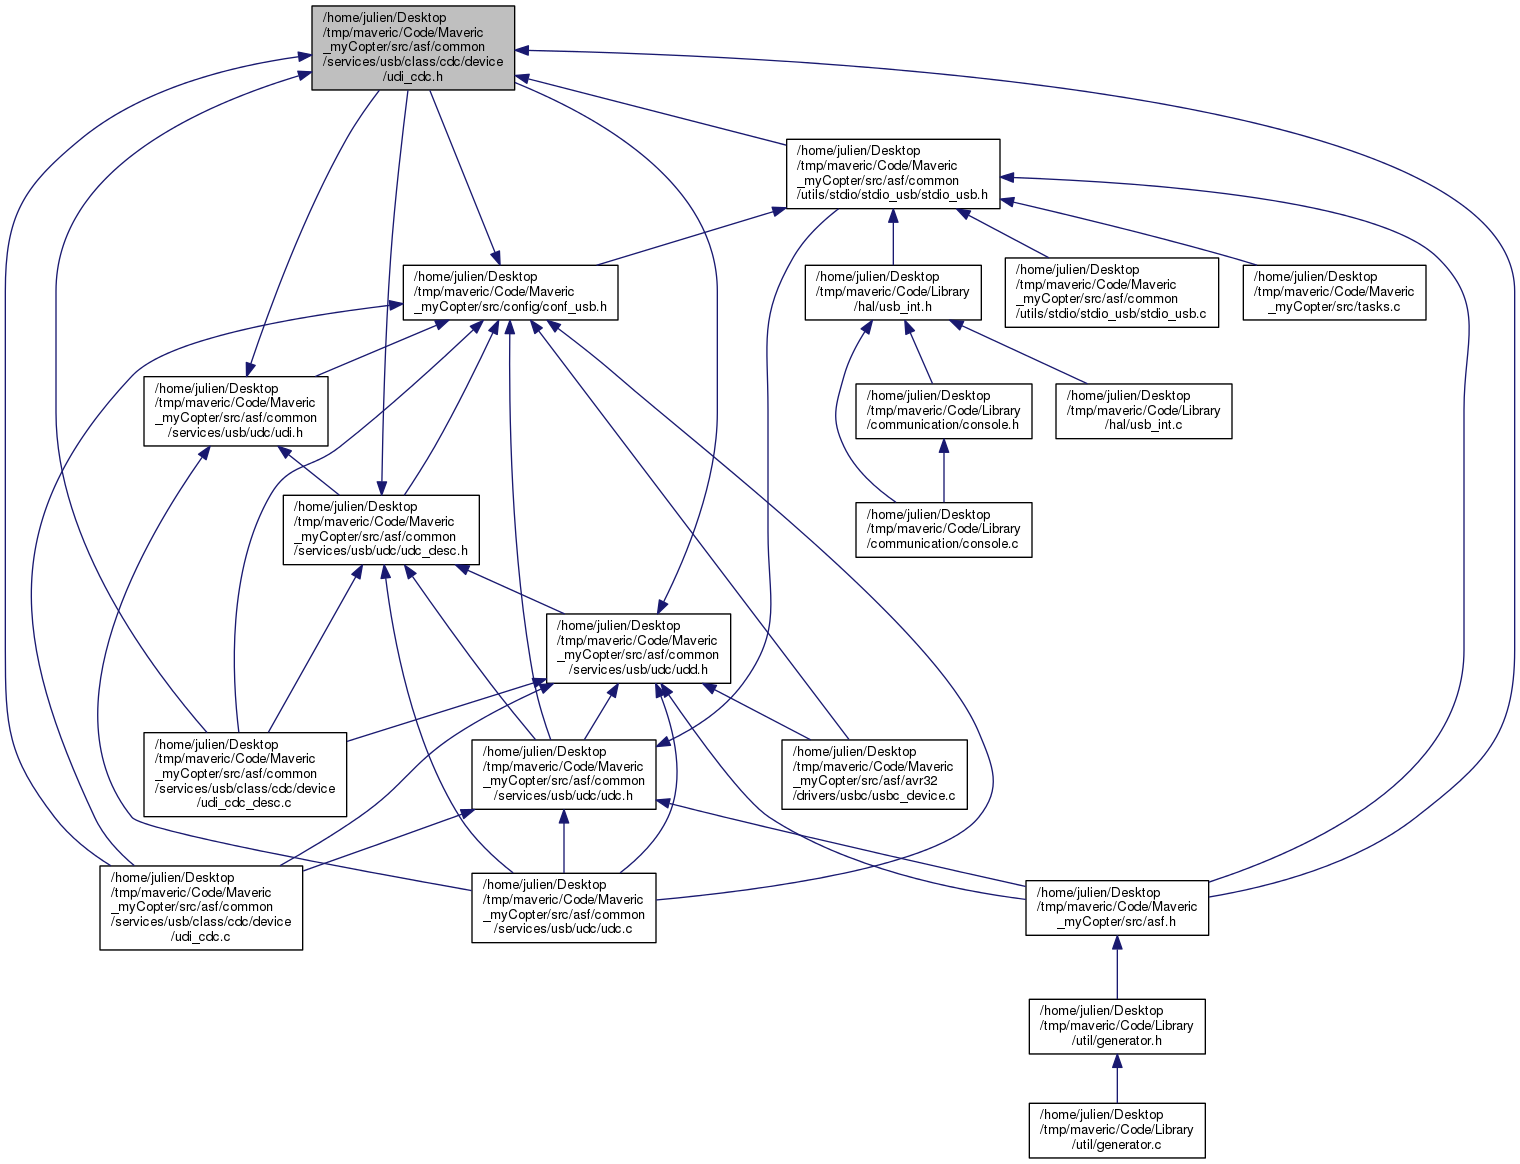 /home/julien/Desktop
/tmp/maveric/Code/Maveric
_myCopter/src/asf/common
/services/usb/class/cdc/device
/udi_cdc.h
/home/julien/Desktop
/tmp/maveric/Code/Maveric
_myCopter/src/asf/common
/utils/stdio/stdio_usb/stdio_usb.h
/home/julien/Desktop
/tmp/maveric/Code/Maveric
_myCopter/src/config/conf_usb.h
/home/julien/Desktop
/tmp/maveric/Code/Library
/hal/usb_int.h
/home/julien/Desktop
/tmp/maveric/Code/Maveric
_myCopter/src/asf/common
/utils/stdio/stdio_usb/stdio_usb.c
/home/julien/Desktop
/tmp/maveric/Code/Maveric
_myCopter/src/tasks.c
/home/julien/Desktop
/tmp/maveric/Code/Maveric
_myCopter/src/asf/common
/services/usb/udc/udi.h
/home/julien/Desktop
/tmp/maveric/Code/Library
/communication/console.h
/home/julien/Desktop
/tmp/maveric/Code/Library
/hal/usb_int.c
/home/julien/Desktop
/tmp/maveric/Code/Maveric
_myCopter/src/asf/common
/services/usb/udc/udc_desc.h
/home/julien/Desktop
/tmp/maveric/Code/Library
/communication/console.c
/home/julien/Desktop
/tmp/maveric/Code/Maveric
_myCopter/src/asf/common
/services/usb/udc/udd.h
/home/julien/Desktop
/tmp/maveric/Code/Maveric
_myCopter/src/asf/common
/services/usb/class/cdc/device
/udi_cdc_desc.c
/home/julien/Desktop
/tmp/maveric/Code/Maveric
_myCopter/src/asf/common
/services/usb/udc/udc.h
/home/julien/Desktop
/tmp/maveric/Code/Maveric
_myCopter/src/asf/avr32
/drivers/usbc/usbc_device.c
/home/julien/Desktop
/tmp/maveric/Code/Maveric
_myCopter/src/asf/common
/services/usb/class/cdc/device
/udi_cdc.c
/home/julien/Desktop
/tmp/maveric/Code/Maveric
_myCopter/src/asf/common
/services/usb/udc/udc.c
/home/julien/Desktop
/tmp/maveric/Code/Maveric
_myCopter/src/asf.h
/home/julien/Desktop
/tmp/maveric/Code/Library
/util/generator.h
/home/julien/Desktop
/tmp/maveric/Code/Library
/util/generator.c